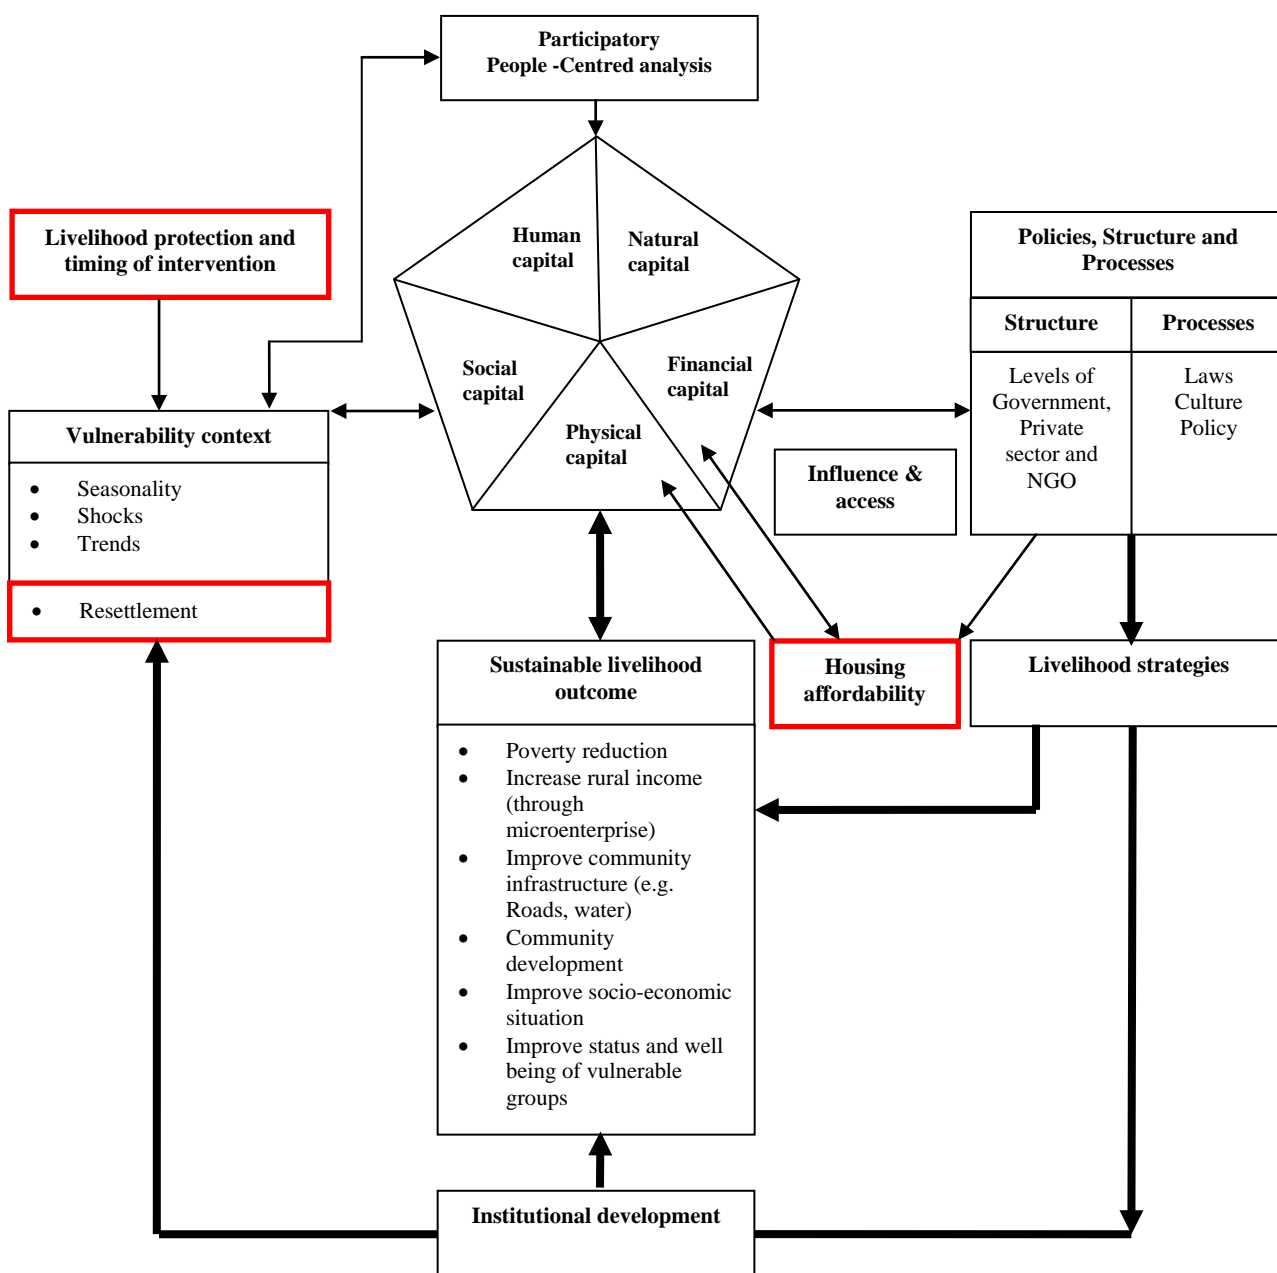 Participatory
People -Centred analysis
Livelihood protection and
timing of intervention
Human
capital
Natural
capital
Social
capital
Financial
capital
Physical
capital
Policies, Structure and
Processes
Structure
Processes
Levels of
Government,
Private
sector and
NGO
Laws
Culture
Policy
Influence &
access
Vulnerability context
• Seasonality
• Shocks
• Trends
• Resettlement
Sustainable livelihood
outcome
• Poverty reduction
• Increase rural income
(through
microenterprise)
• Improve community
infrastructure (e.g.
Roads, water)
• Community
development
• Improve socio-economic
situation
• Improve status and well
being of vulnerable
groups
Housing
affordability
Livelihood strategies
Institutional development